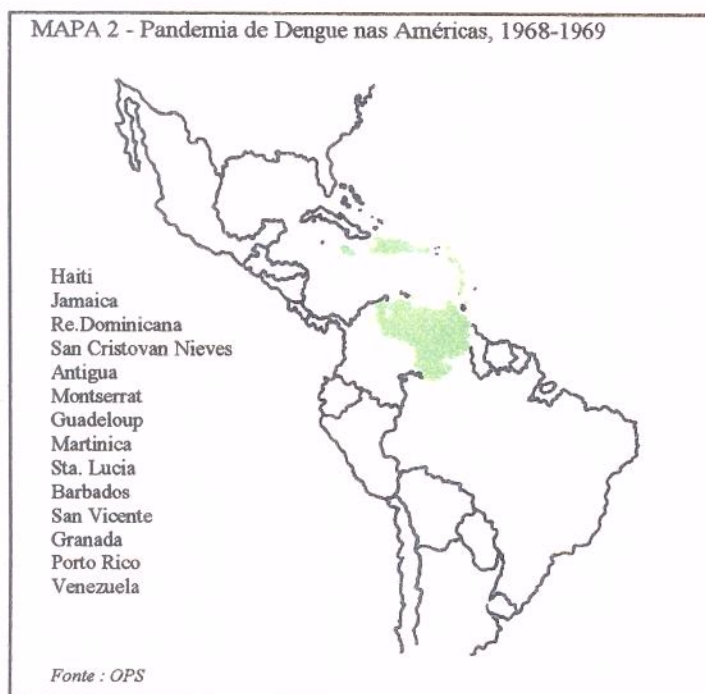 MAPA 2 - Pandemia de Dengue nas Américas, 1968-1969
Haiti
Jamaica
Re.Dominicana
San Cristovan Nieves
Antigua
Montserrat
Guadeloup
Martinica
Sta. Lucia
Barbados
San Vicente
Granada
Porto Rico
Venezuela
Fonte : OPS